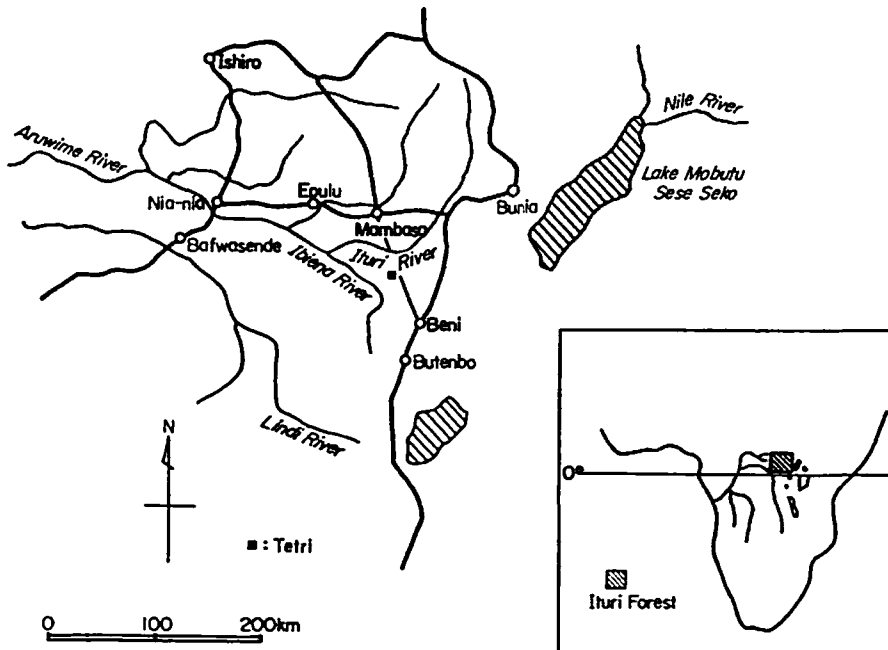 Ishiro
Nile River
Aruwime River
Lake Mobutu
Sese Seko
Nia-nia
Epulu
Bunia
Mambasa
Bafwasende
Ibiena River
Ituri River
Beni
Butenbo
Lindi River
N
0°
■ : Tetri
Ituri Forest
0 100 200km